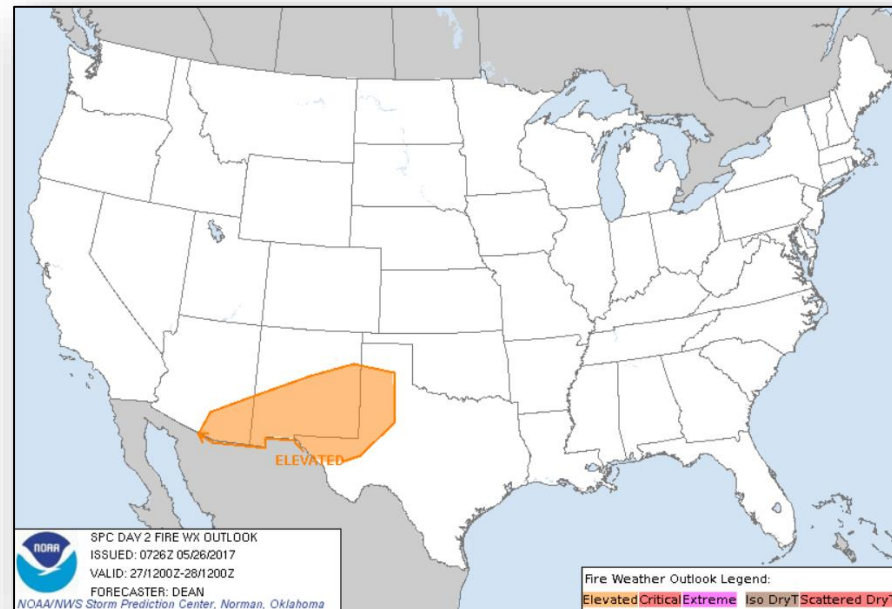 ELEVATED
NOAA
SPC DAY 2 FIRE WX OUTLOOK
ISSUED: 0726Z 05/26/2017
VALID: 27/1200Z-28/1200Z
FORECASTER: DEAN
NOAA/NWS Storm Prediction Center, Norman, Oklahoma
Fire Weather Outlook Legend:
Elevated Critical Extreme Iso DryT Scattered DryT